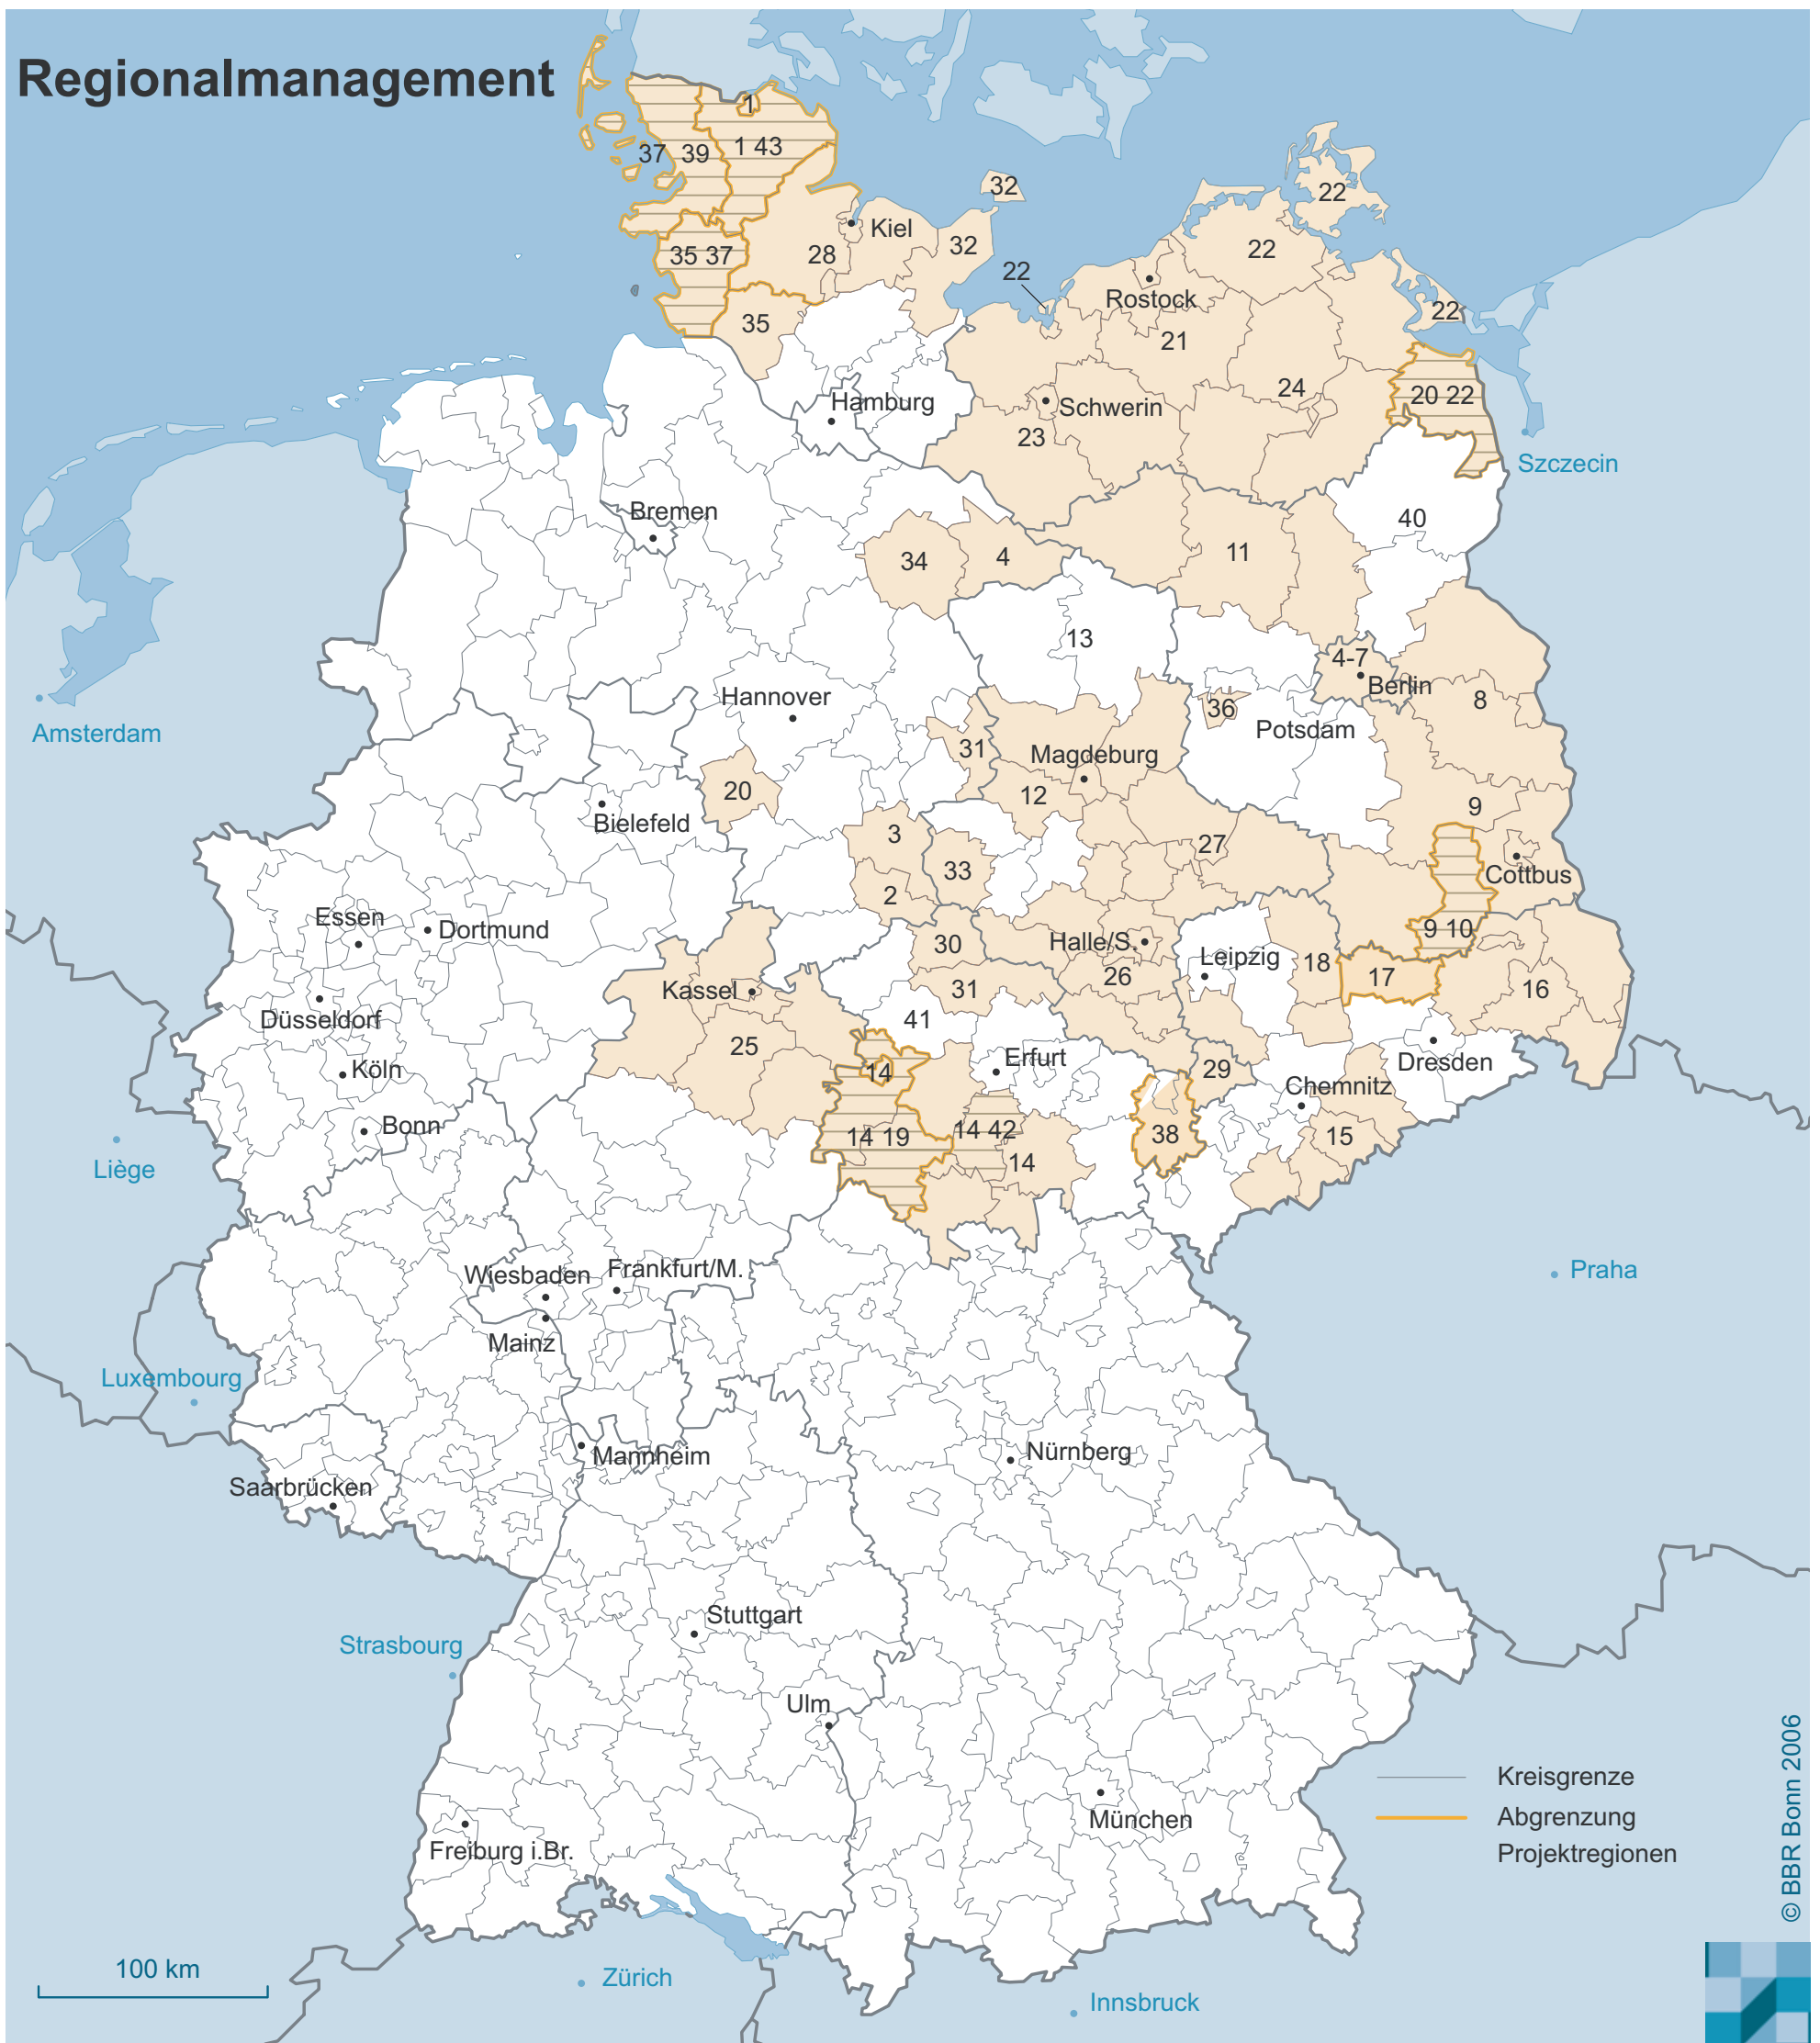 Regionalmanagement
1
37 39 1 43
32
22
Kiel
35 37 28 32 22
22 Rostock
35 22
21
Hamburg Schwerin 24 20 22
23
Szczecin
Bremen 40
34 4 11
13
4-7
Berlin
Hannover 36 8
Amsterdam Potsdam
31 Magdeburg
20 12 9
Bielefeld 3 27
33 Cottbus
2
Essen
Dortmund 30 Halle/S. 9 10
Leipzig 18
26 17
Kassel 31 16
Düsseldorf 41
25 Erfurt Dresden
Köln 14 29
Chemnitz
Bonn 14 19 14 42 38 15
Liège 14
Wiesbaden Frankfurt/M. Praha
Mainz
Luxembourg
Mannheim Nürnberg
Saarbrücken
Stuttgart
Strasbourg
Ulm
Kreisgrenze
Abgrenzung
Projektregionen
München
Freiburg i.Br.
© BBR Bonn 2006
100 km
Zürich
Innsbruck